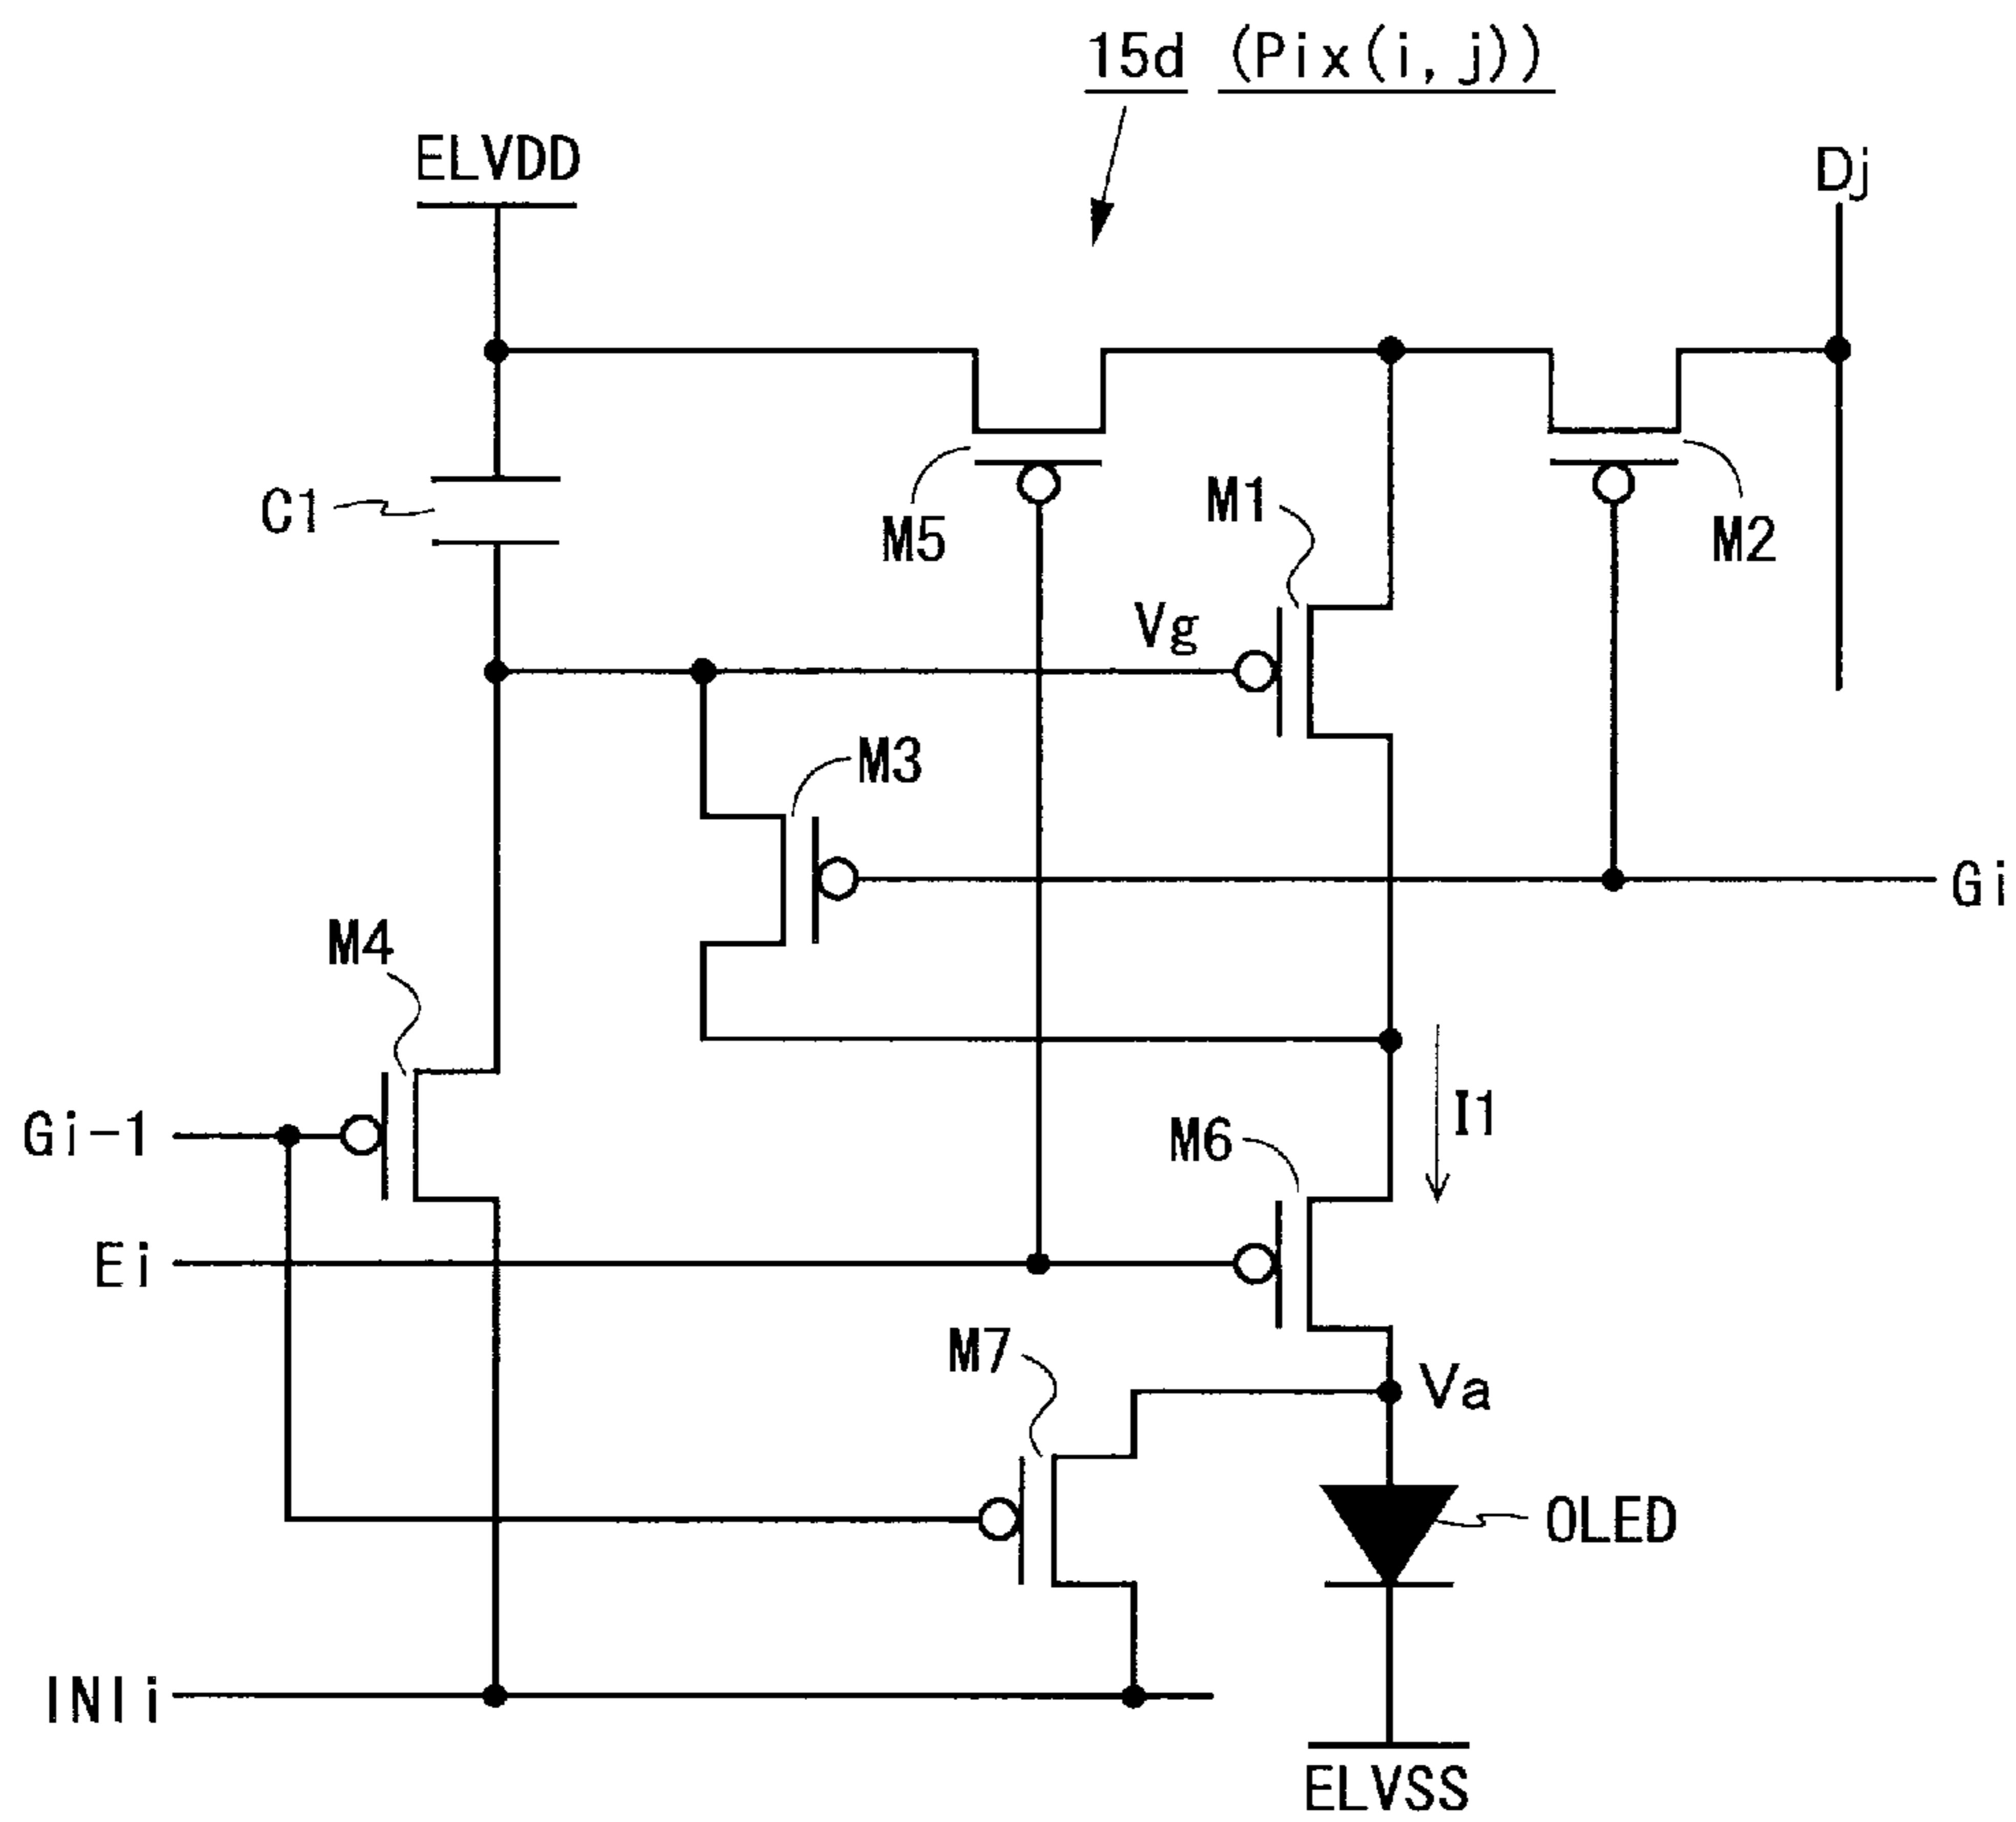 15d (Pix(i,j))
ELVDD
Dj
C1
M5
M1
M2
Vg
M3
M4
Gi
Gi-1
I1
M6
Ei
M7
Va
OLED
INIi
ELVSS